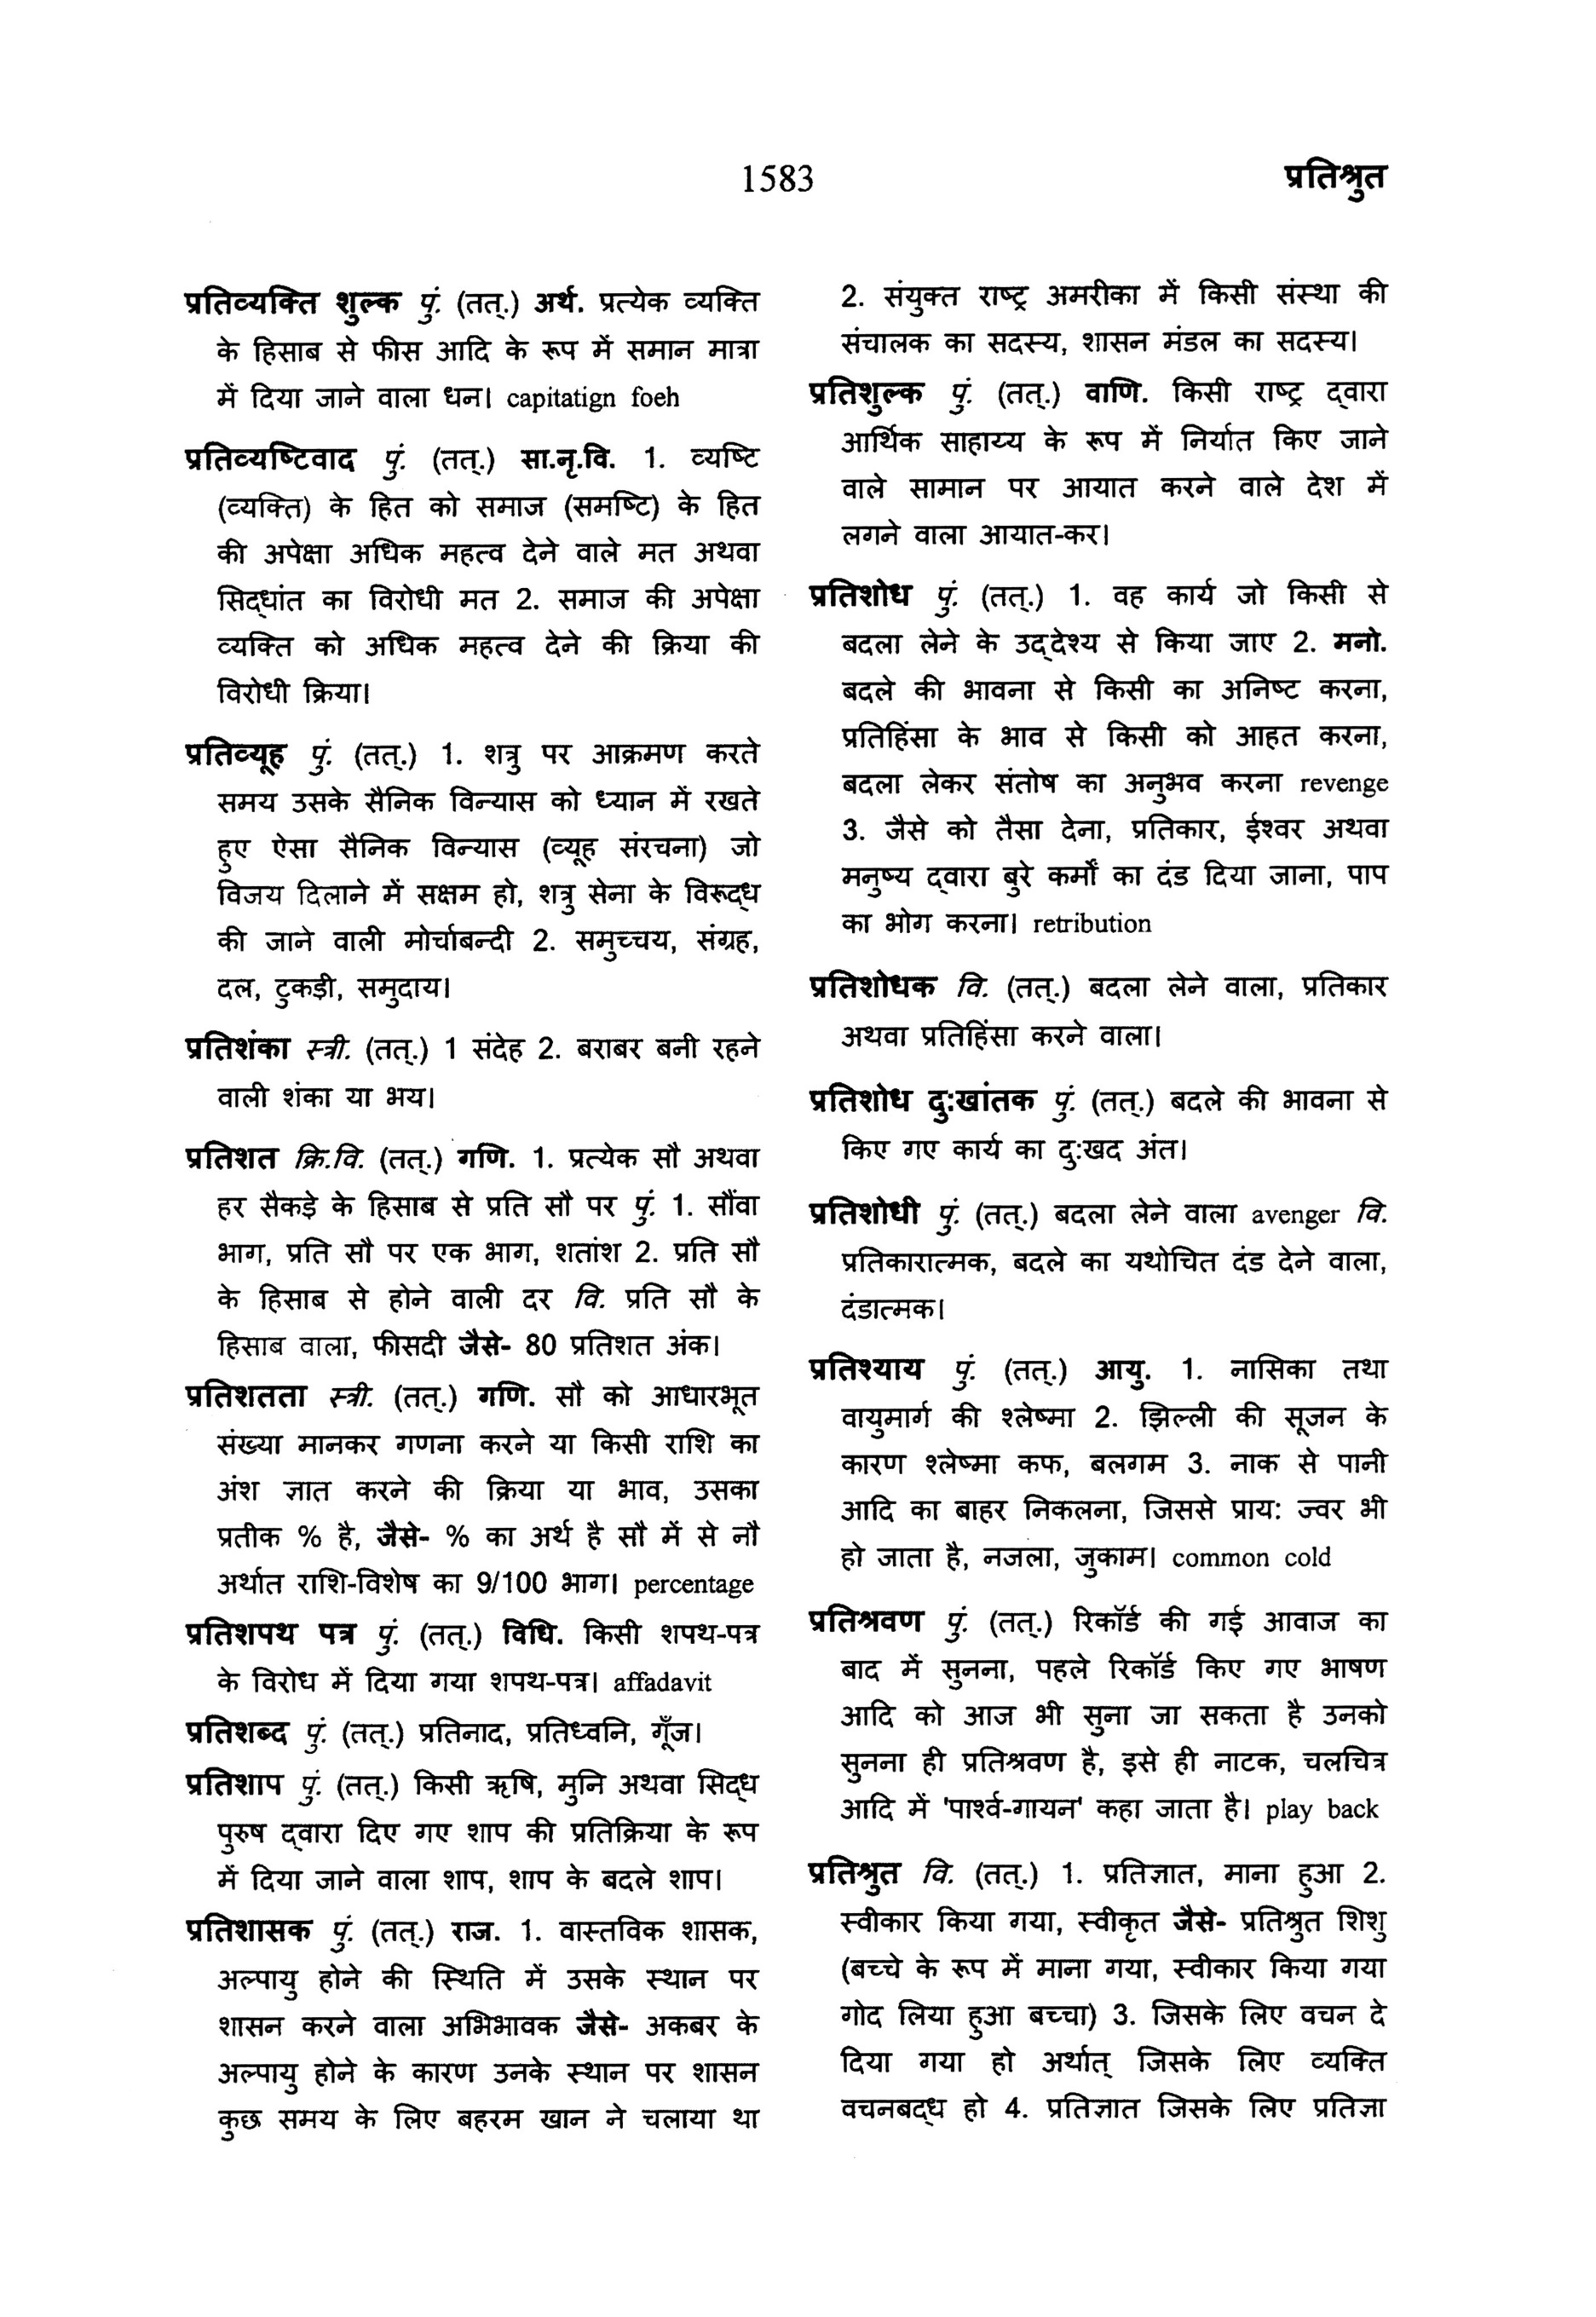 1583
प्रतिश्रुत
प्रतिव्यक्ति शुल्क पुं. (तत्.) अर्थ. प्रत्येक व्यक्ति
के हिसाब से फीस आदि के रूप में समान मात्रा
में दिया जाने वाला धन। capitatign foeh
प्रतिव्यष्टिवाद पुं. (तत्.) सा.नृ.वि. 1. व्यष्टि
(व्यक्ति) के हित को समाज (समष्टि) के हित
की अपेक्षा अधिक महत्व देने वाले मत अथवा
सिद्धांत का विरोधी मत 2. समाज की अपेक्षा
व्यक्ति को अधिक महत्व देने की क्रिया की
विरोधी क्रिया।
प्रतिव्यूह पुं. (तत्.) 1. शत्रु पर आक्रमण करते
समय उसके सैनिक विन्यास को ध्यान में रखते
हुए ऐसा सैनिक विन्यास (व्यूह संरचना) जो
विजय दिलाने में सक्षम हो, शत्रु सेना के विरूद्ध
की जाने वाली मोर्चाबन्दी 2. समुच्चय, संग्रह,
दल, टुकड़ी, समुदाय।
प्रतिशंका स्त्री. (तत्.) 1 संदेह 2. बराबर बनी रहने
वाली शंका या भय।
प्रतिशत क्रि.वि. (तत्.) गणि. 1. प्रत्येक सौ अथवा
हर सैकड़े के हिसाब से प्रति सौ पर पुं. 1. सौंवा
भाग, प्रति सौ पर एक भाग, शतांश 2. प्रति सौ
के हिसाब से होने वाली दर वि. प्रति सौ के
हिसाब वाला, फीसदी जैसे- 80 प्रतिशत अंक।
प्रतिशतता स्त्री. (तत्.) गणि. सौ को आधारभूत
संख्या मानकर गणना करने या किसी राशि का
अंश ज्ञात करने की क्रिया या भाव, उसका
प्रतीक % है, जैसे- % का अर्थ है सौ में से नौ
अर्थात राशि-विशेष का 9/100 भाग। percentage
प्रतिशपथ पत्र पुं. (तत्.) विधि. किसी शपथ-पत्र
के विरोध में दिया गया शपथ-पत्र। affadavit
प्रतिशब्द पुं. (तत्.) प्रतिनाद, प्रतिध्वनि, गूँज।
प्रतिशाप पुं. (तत्.) किसी ऋषि, मुनि अथवा सिद्ध
पुरुष द्वारा दिए गए शाप की प्रतिक्रिया के रूप
में दिया जाने वाला शाप, शाप के बदले शाप।
प्रतिशासक पुं. (तत्.) राज. 1. वास्तविक शासक,
अल्पायु होने की स्थिति में उसके स्थान पर
शासन करने वाला अभिभावक जैसे- अकबर के
अल्पायु होने के कारण उनके स्थान पर शासन
कुछ समय के लिए बहरम खान ने चलाया था
2. संयुक्त राष्ट्र अमरीका में किसी संस्था की
संचालक का सदस्य, शासन मंडल का सदस्य।
प्रतिशुल्क पुं. (तत्.) वाणि. किसी राष्ट्र द्वारा
आर्थिक साहाय्य के रूप में निर्यात किए जाने
वाले सामान पर आयात करने वाले देश में
लगने वाला आयात-कर।
प्रतिशोध पुं. (तत्.) 1. वह कार्य जो किसी से
बदला लेने के उद्देश्य से किया जाए 2. मनो.
बदले की भावना से किसी का अनिष्ट करना,
प्रतिहिंसा के भाव से किसी को आहत करना,
बदला लेकर संतोष का अनुभव करना revenge
3. जैसे को तैसा देना, प्रतिकार, ईश्वर अथवा
मनुष्य द्वारा बुरे कर्मों का दंड दिया जाना, पाप
का भोग करना। retribution
प्रतिशोधक वि. (तत्.) बदला लेने वाला, प्रतिकार
अथवा प्रतिहिंसा करने वाला।
प्रतिशोध दु:खांतक पुं. (तत्.) बदले की भावना से
किए गए कार्य का दु:खद अंत।
प्रतिशोधी पुं. (तत्.) बदला लेने वाला avenger वि.
प्रतिकारात्मक, बदले का यथोचित दंड देने वाला,
दंडात्मक।
प्रतिश्याय पुं. (तत्.) आयु. 1. नासिका तथा
वायुमार्ग की श्लेष्मा 2. झिल्ली की सूजन के
कारण श्लेष्मा कफ, बलगम 3. नाक से पानी
आदि का बाहर निकलना, जिससे प्राय: ज्वर भी
हो जाता है, नजला, जुकाम। common cold
प्रतिश्रवण पुं. (तत्.) रिकॉर्ड की गई आवाज का
बाद में सुनना, पहले रिकॉर्ड किए गए भाषण
आदि को आज भी सुना जा सकता है उनको
सुनना ही प्रतिश्रवण है, इसे ही नाटक, चलचित्र
आदि में 'पार्श्व-गायन' कहा जाता है। play back
प्रतिश्रुत वि. (तत्.) 1. प्रतिज्ञात, माना हुआ 2.
स्वीकार किया गया, स्वीकृत जैसे- प्रतिश्रुत शिशु
(बच्चे के रूप में माना गया, स्वीकार किया गया
गोद लिया हुआ बच्चा) 3. जिसके लिए वचन दे
दिया गया हो अर्थात् जिसके लिए व्यक्ति
वचनबद्ध हो 4. प्रतिज्ञात जिसके लिए प्रतिज्ञा